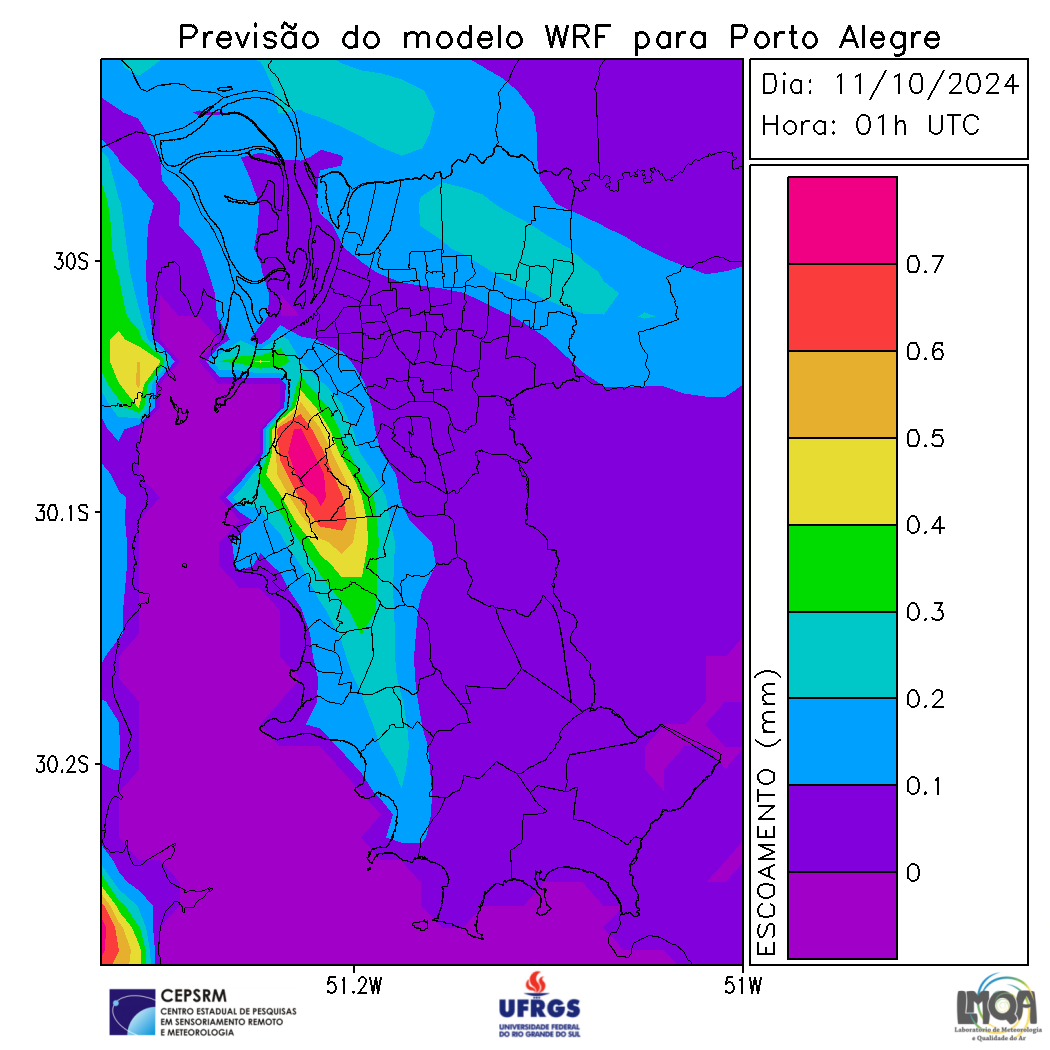 Previsão do modelo WRF para Porto Alegre
Dia: 11/10/2024
Hora: 01h UTC
30S
30.1S
30.2S
51.2W
51W
ESCOAMENTO (mm)
0.7
0.6
0.5
0.4
0.3
0.2
0.1
0
CEPSRM
CENTRO ESTADUAL DE PESQUISAS
EM SENSORIAMENTO REMOTO
E METEOROLOGIA
UFRGS
UNIVERSIDADE FEDERAL
DO RIO GRANDE DO SUL
LMQA
Laboratório de Meteorologia
e Qualidade do Ar